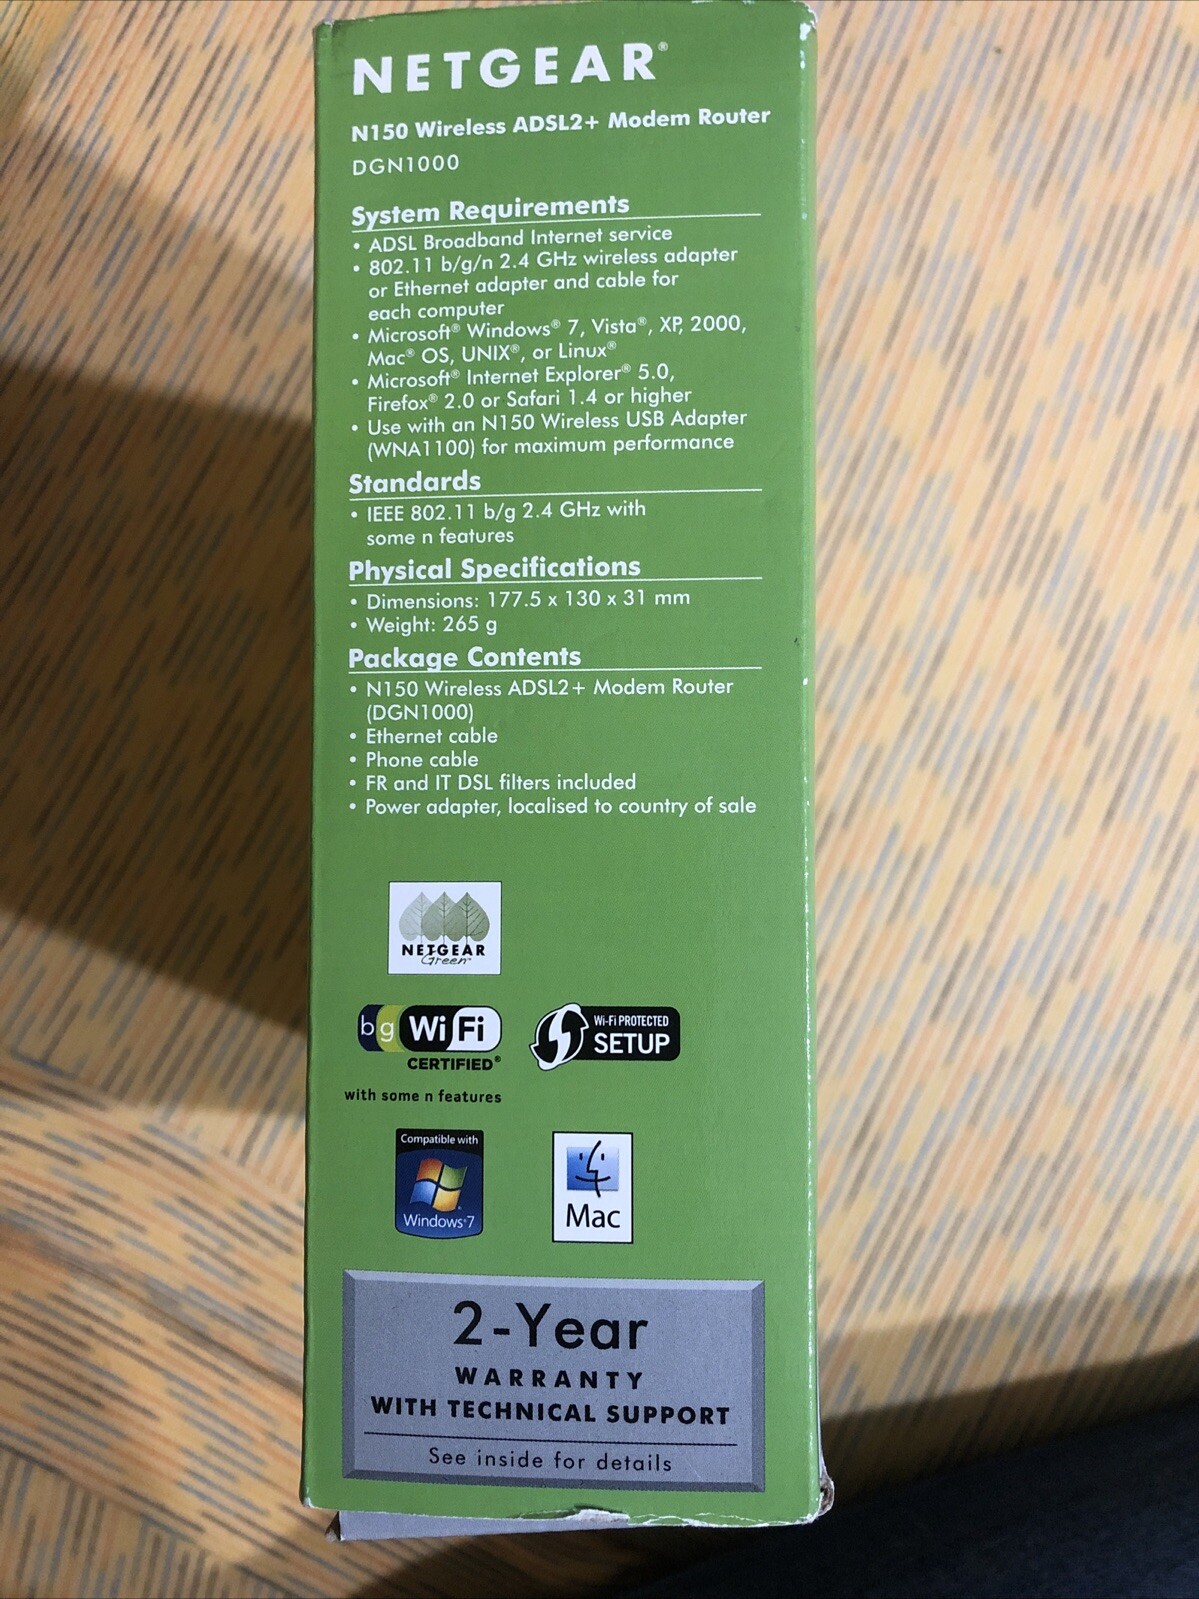 NETGEAR®
N150 Wireless ADSL2+ Modem Router
DGN1000
System Requirements
• ADSL Broadband Internet service
• 802.11 b/g/n 2.4 GHz wireless adapter
or Ethernet adapter and cable for
each computer
• Microsoft® Windows® 7, Vista®, XP, 2000,
Mac® OS, UNIX®, or Linux®
• Microsoft® Internet Explorer® 5.0,
Firefox® 2.0 or Safari 1.4 or higher
• Use with an N150 Wireless USB Adapter
(WNA1100) for maximum performance
Standards
• IEEE 802.11 b/g 2.4 GHz with
some n features
Physical Specifications
• Dimensions: 177.5 x 130 x 31 mm
• Weight: 265 g
Package Contents
• N150 Wireless ADSL2+ Modem Router
(DGN1000)
• Ethernet cable
• Phone cable
• FR and IT DSL filters included
• Power adapter, localised to country of sale
NETGEAR
Green™
b g Wi Fi
CERTIFIED®
with some n features
Wi-Fi PROTECTED
SETUP
Compatible with
Windows® 7
Mac
2-Year
WARRANTY
WITH TECHNICAL SUPPORT
See inside for details